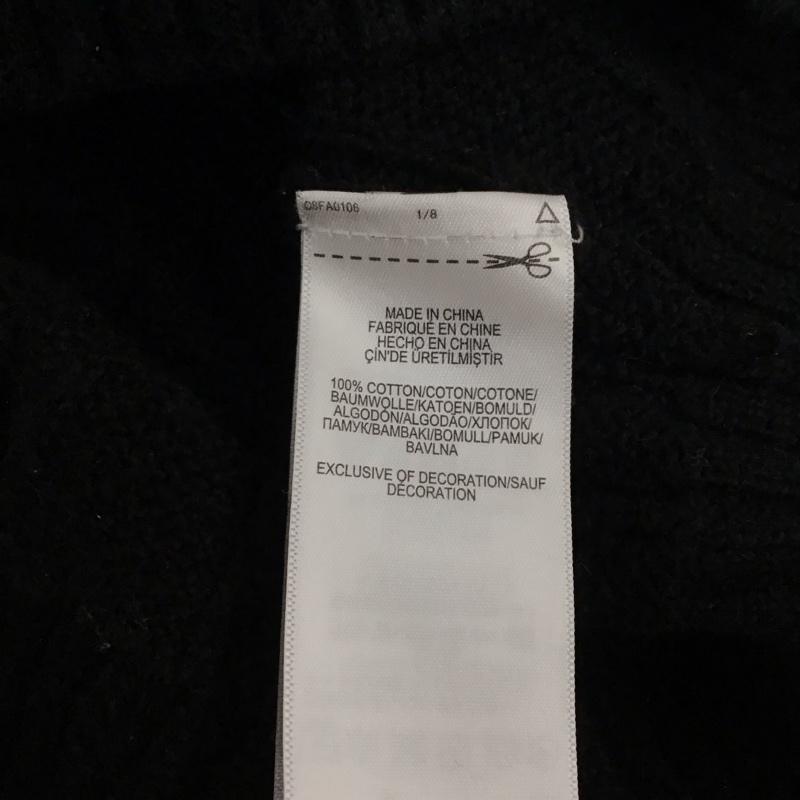 08FA0106 1/8
MADE IN CHINA
FABRIQUÉ EN CHINE
HECHO EN CHINA
ÇİN'DE ÜRETİLMİŞTİR
100% COTTON/COTON/COTONE/
BAUMWOLLE/KATOEN/BOMULD/
ALGODÓN/ALGODÃO/ХЛОПОК/
ПАМУК/BAMBAKI/BOMULL/PAMUK/
BAVLNA
EXCLUSIVE OF DECORATION/SAUF
DÉCORATION